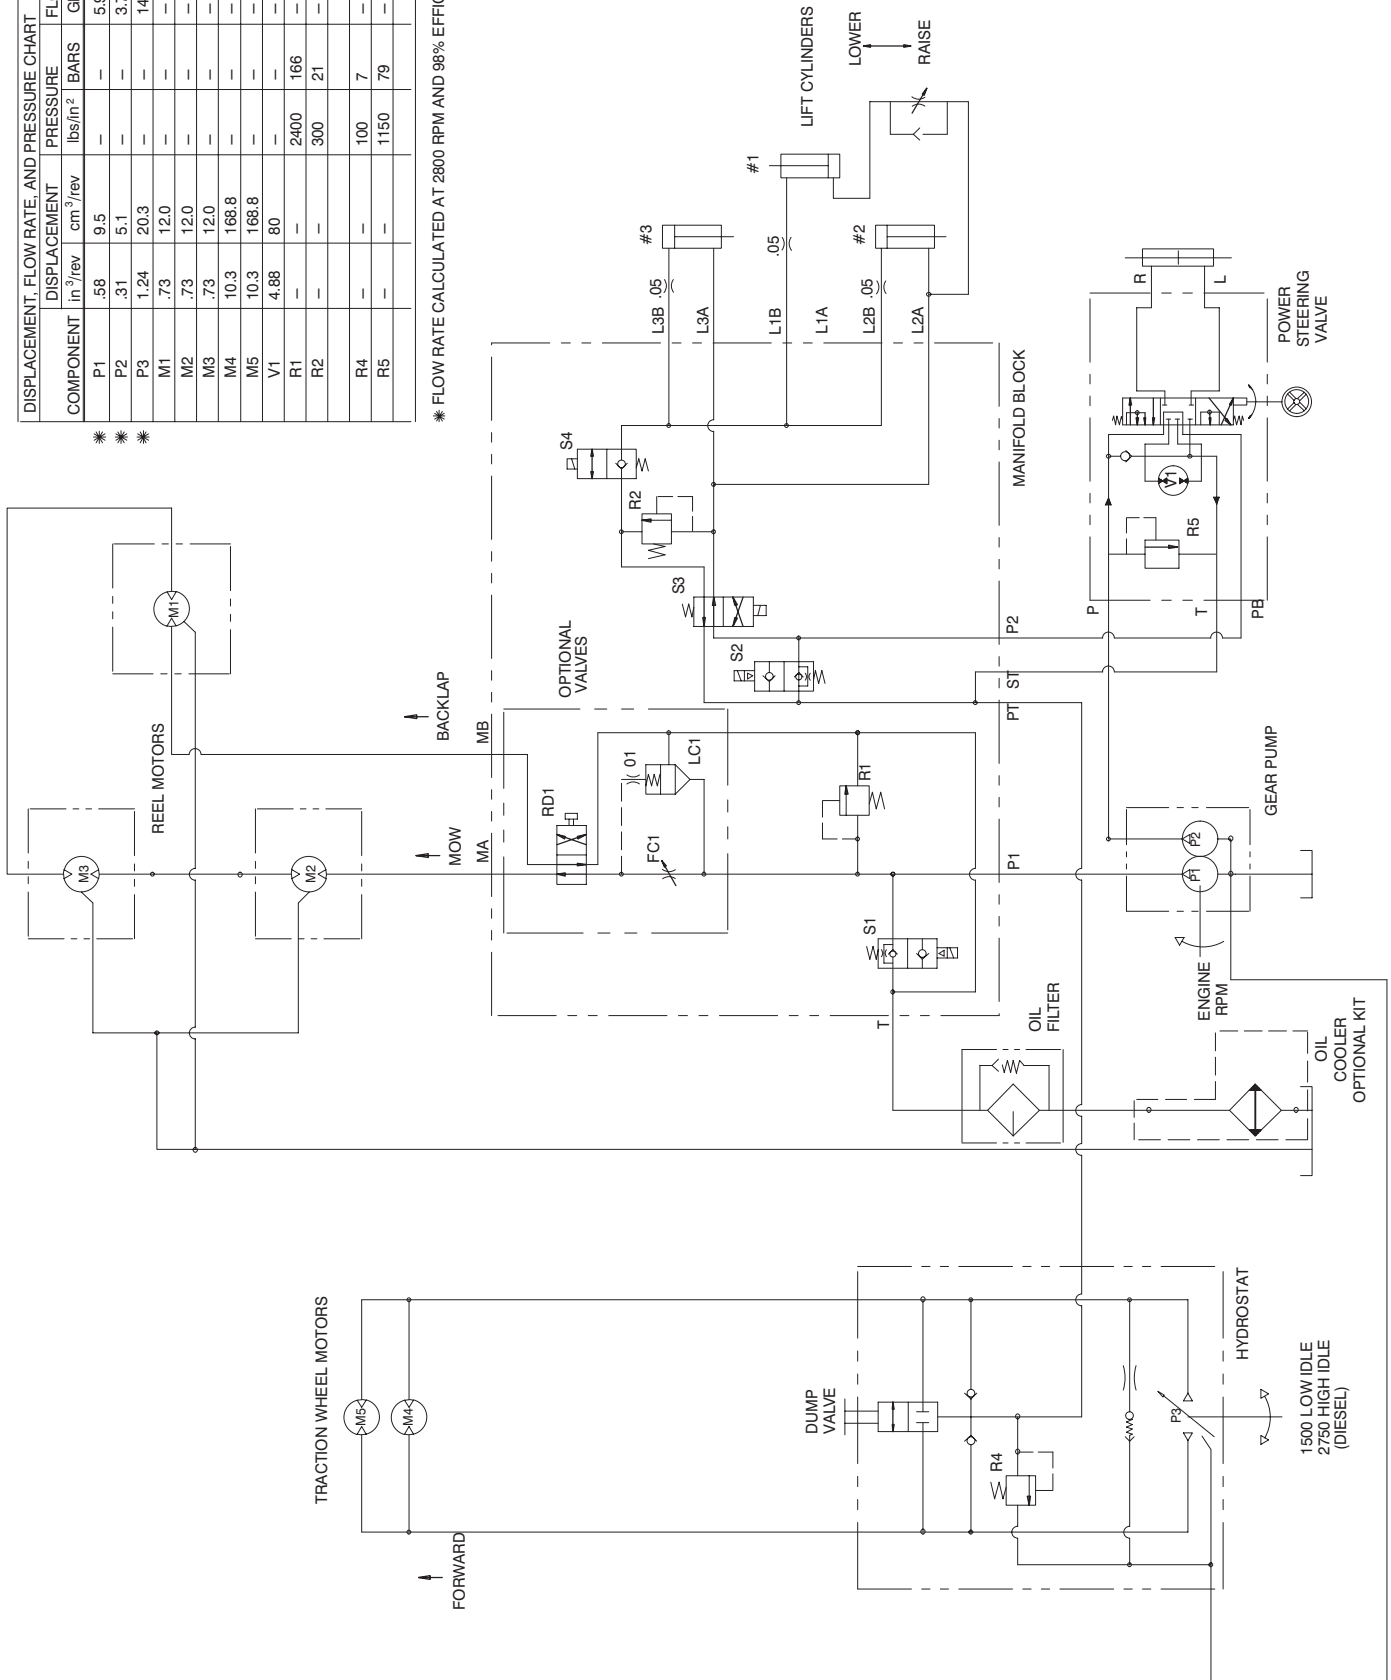 DISPLACEMENT, FLOW RATE, AND PRESSURE CHART
COMPONENT DISPLACEMENT PRESSURE
in³/rev cm³/rev lbs/in² BARS
✳ P1 .58 9.5 – –
✳ P2 .31 5.1 – –
✳ P3 1.24 20.3 – –
M1 .73 12.0 – – –
M2 .73 12.0 – – –
M3 .73 12.0 – – –
M4 10.3 168.8 – – –
M5 10.3 168.8 – – –
V1 4.88 80 – – –
R1 – – 2400 166 –
R2 – – 300 21 –
R4 – – 100 7 –
R5 – – 1150 79 –
✳ FLOW RATE CALCULATED AT 2800 RPM AND 98%
REEL MOTORS
M1
M3
M2
MOW
BACKLAP
MA
MB
OPTIONAL
VALVES
RD1
FC1
01
LC1
R1
S1
S2
S3
S4
R2
MANIFOLD BLOCK
T
P1
PT
ST
P2
L3B .05
L3A
L1B .05
L1A
L2B .05
L2A
#3
#1
#2
LIFT CYLINDERS
LOWER
RAISE
R
L
POWER
STEERING
VALVE
V1
R5
P
T
PB
GEAR PUMP
P1
P2
ENGINE
RPM
OIL
FILTER
OIL
COOLER
OPTIONAL KIT
TRACTION WHEEL MOTORS
M5
M4
FORWARD
DUMP
VALVE
R4
P3
HYDROSTAT
1500 LOW IDLE
2750 HIGH IDLE
(DIESEL)